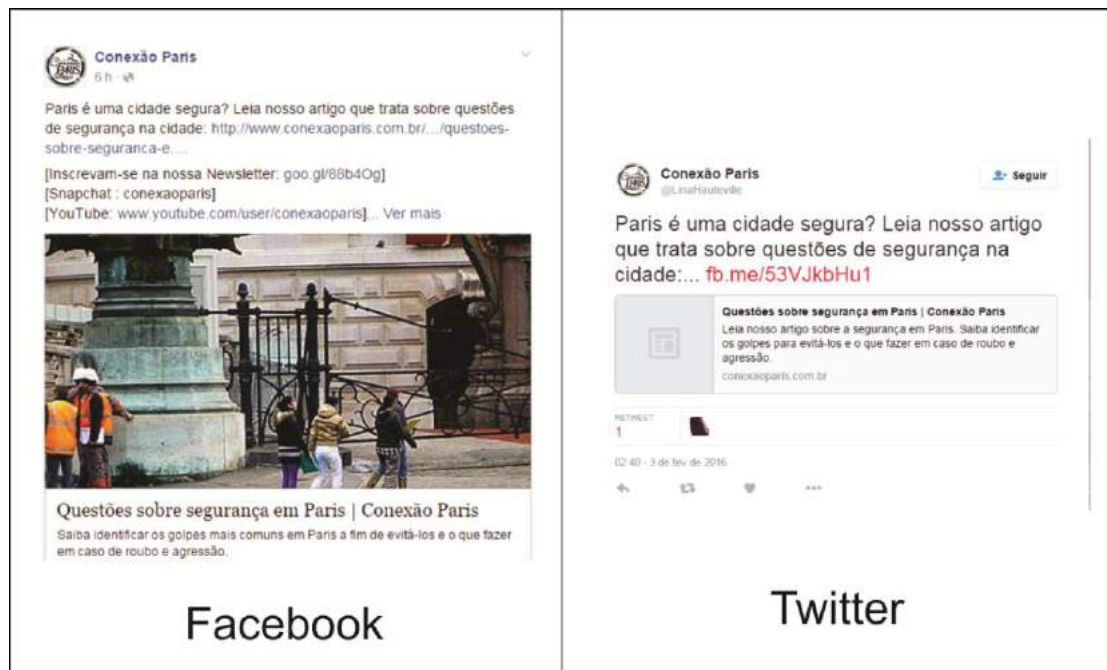 Conexão Paris
6 h
Paris é uma cidade segura? Leia nosso artigo que trata sobre questões
de segurança na cidade: http://www.conexaoparis.com.br/.../questoes-
sobre-seguranca-e....
[Inscrevam-se na nossa Newsletter: goo.gl/88b4Og]
[Snapchat : conexaoparis]
[YouTube: www.youtube.com/user/conexaoparis]... Ver mais
Questões sobre segurança em Paris | Conexão Paris
Saiba identificar os golpes mais comuns em Paris a fim de evitá-los e o que fazer
em caso de roubo e agressão.
Facebook
Conexão Paris
@LinaHauteville
Seguir
Paris é uma cidade segura? Leia nosso artigo
que trata sobre questões de segurança na
cidade:... fb.me/53VJkbHu1
Questões sobre segurança em Paris | Conexão Paris
Leia nosso artigo sobre a segurança em Paris. Saiba identificar
os golpes para evitá-los e o que fazer em caso de roubo e
agressão.
conexaoparis.com.br
RETWEET
1
02:40 - 3 de fev de 2016
Twitter